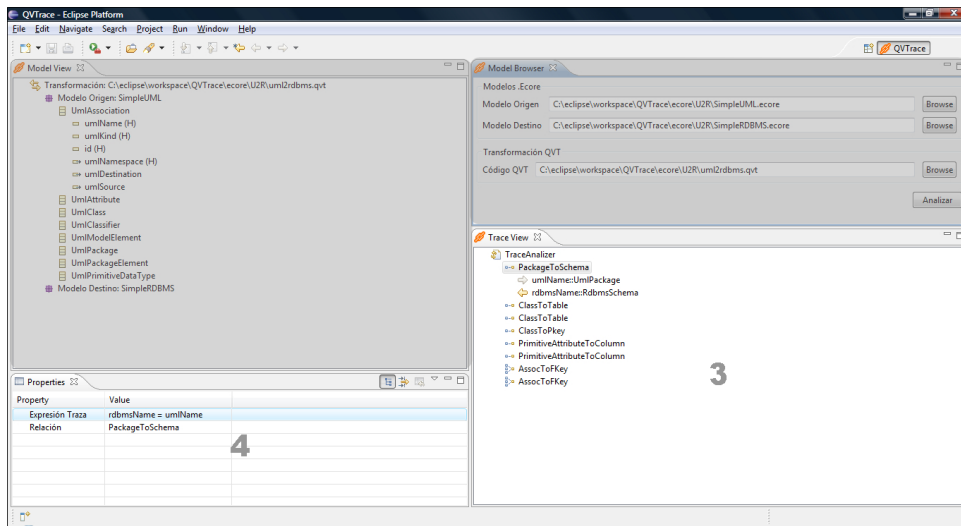 QVTrace - Eclipse Platform
File Edit Navigate Search Project Run Window Help
QVTrace
Model View
Transformación: C:\eclipse\workspace\QVTrace\ecore\U2R\uml2rdbms.qvt
Modelo Origen: SimpleUML
UmlAssociation
umlName (H)
umlKind (H)
id (H)
umlNamespace (H)
umlDestination
umlSource
UmlAttribute
UmlClass
UmlClassifier
UmlModelElement
UmlPackage
UmlPackageElement
UmlPrimitiveDataType
Modelo Destino: SimpleRDBMS
Model Browser
Modelos .Ecore
Modelo Origen C:\eclipse\workspace\QVTrace\ecore\U2R\SimpleUML.ecore Browse
Modelo Destino C:\eclipse\workspace\QVTrace\ecore\U2R\SimpleRDBMS.ecore Browse
Transformación QVT
Código QVT C:\eclipse\workspace\QVTrace\ecore\U2R\uml2rdbms.qvt Browse
Analizar
Trace View
TraceAnalizer
PackageToSchema
umlName::UmlPackage
rdbmsName::RdbmsSchema
ClassToTable
ClassToTable
ClassToPkey
PrimitiveAttributeToColumn
PrimitiveAttributeToColumn
AssocToFKey
AssocToFKey
3
Properties
Property Value
Expresión Traza rdbmsName = umlName
Relación PackageToSchema
4